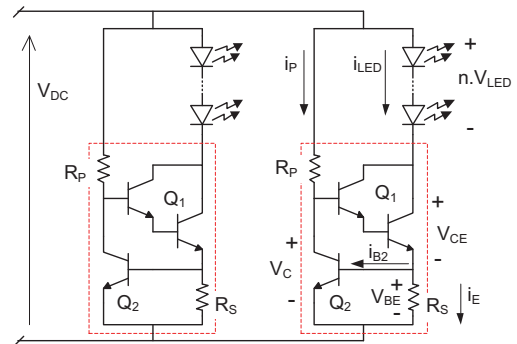 V_DC
R_P
Q_1
Q_2
R_S
i_P
i_LED
+
n.V_LED
-
R_P
Q_1
+
V_CE
-
+
V_C
-
i_B2
Q_2
+
V_BE
-
R_S
i_E